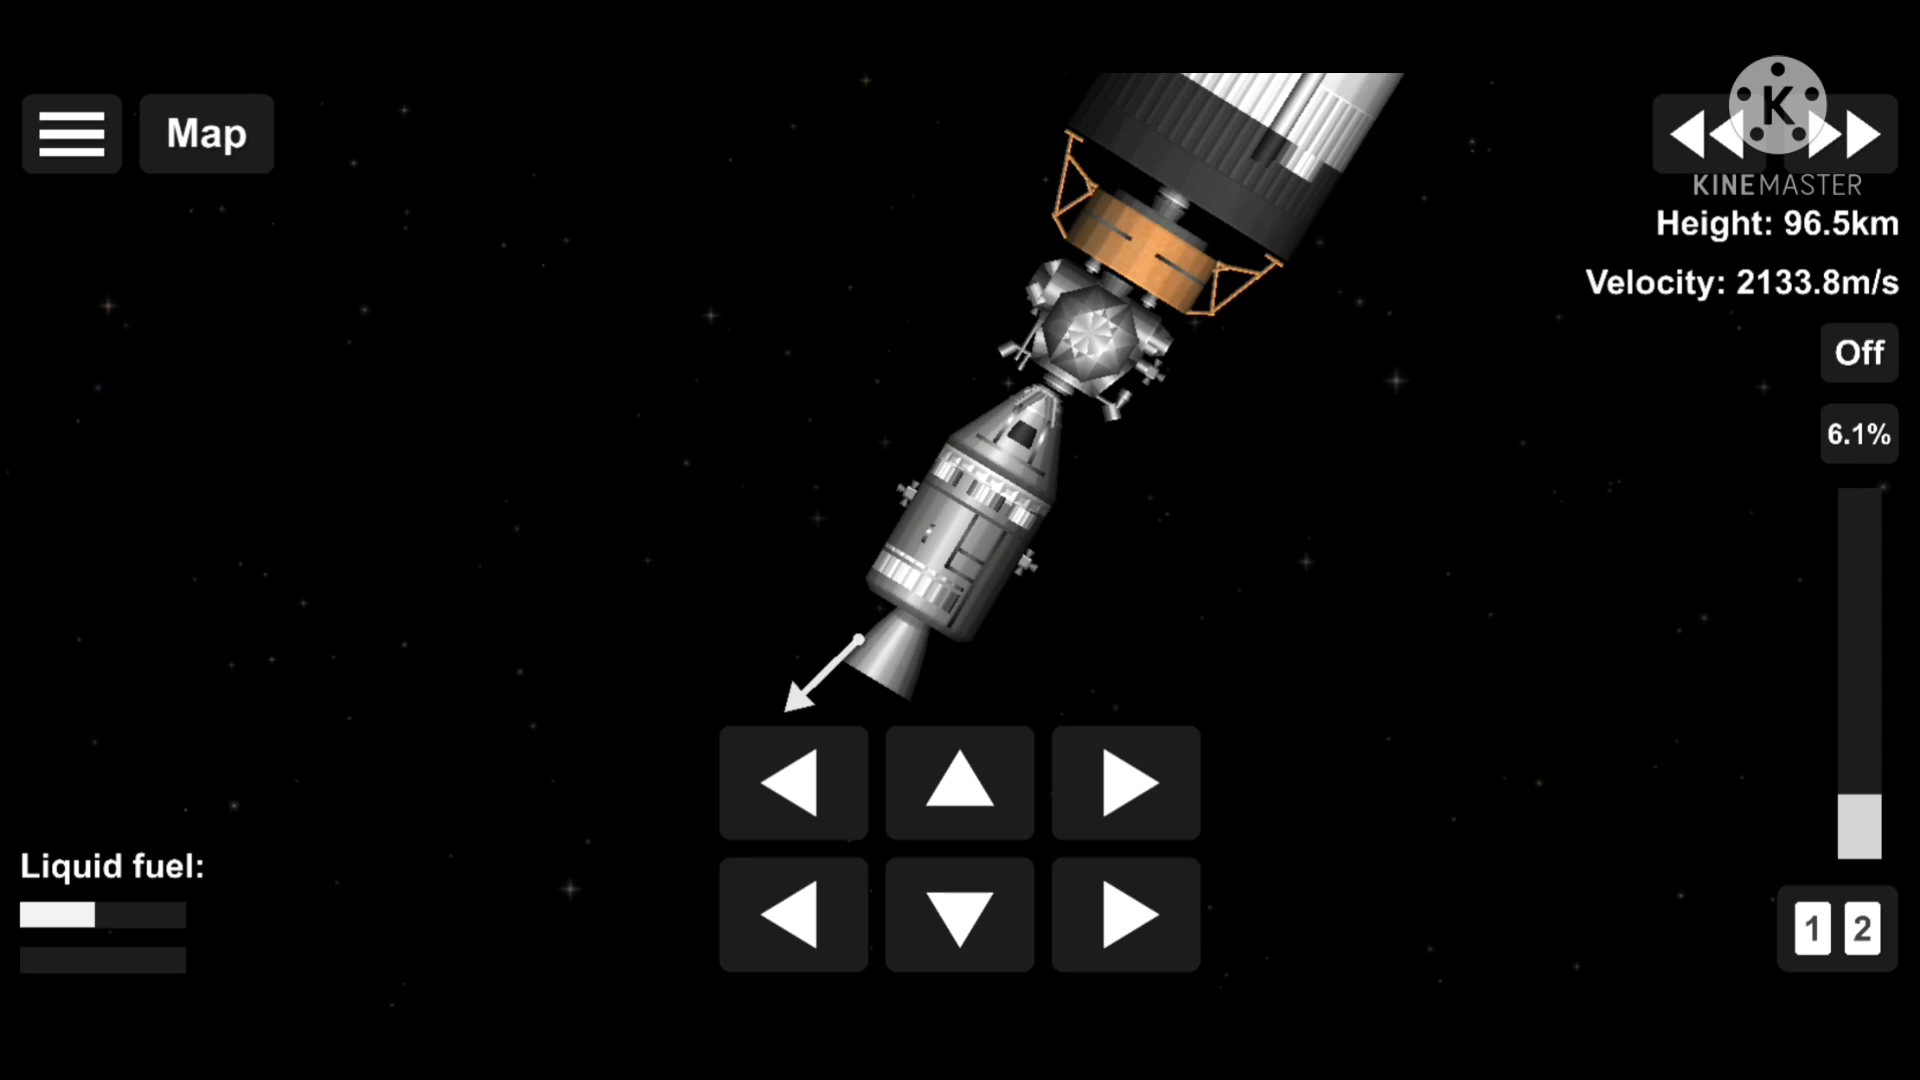 Map
K
KINEMASTER
Height: 96.5km
Velocity: 2133.8m/s
Off
6.1%
Liquid fuel:
1 2